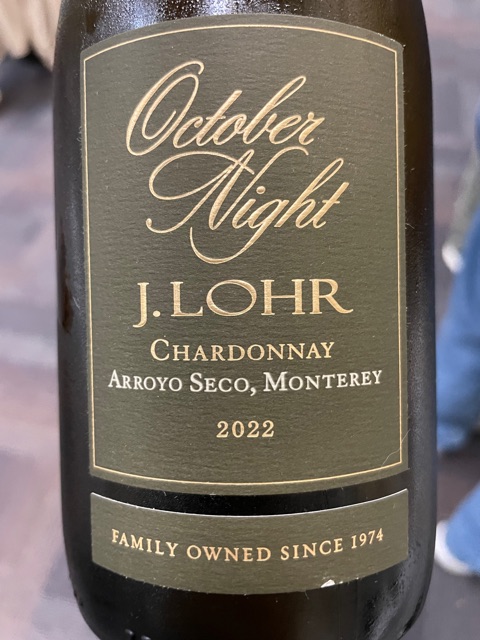 October
Night
J. LOHR
CHARDONNAY
ARROYO SECO, MONTEREY
2022
FAMILY OWNED SINCE 1974